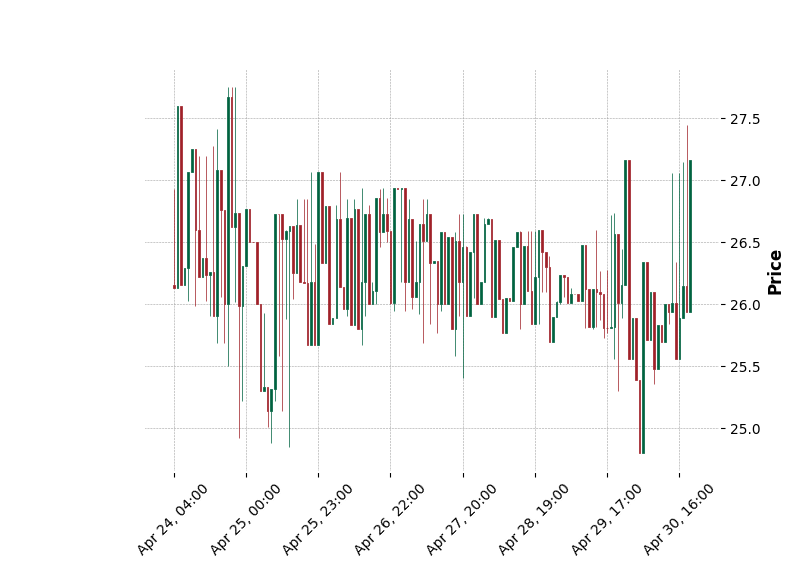 27.5
27.0
26.5
26.0
25.5
25.0
Price
Apr 24, 04:00
Apr 25, 00:00
Apr 25, 23:00
Apr 26, 22:00
Apr 27, 20:00
Apr 28, 19:00
Apr 29, 17:00
Apr 30, 16:00